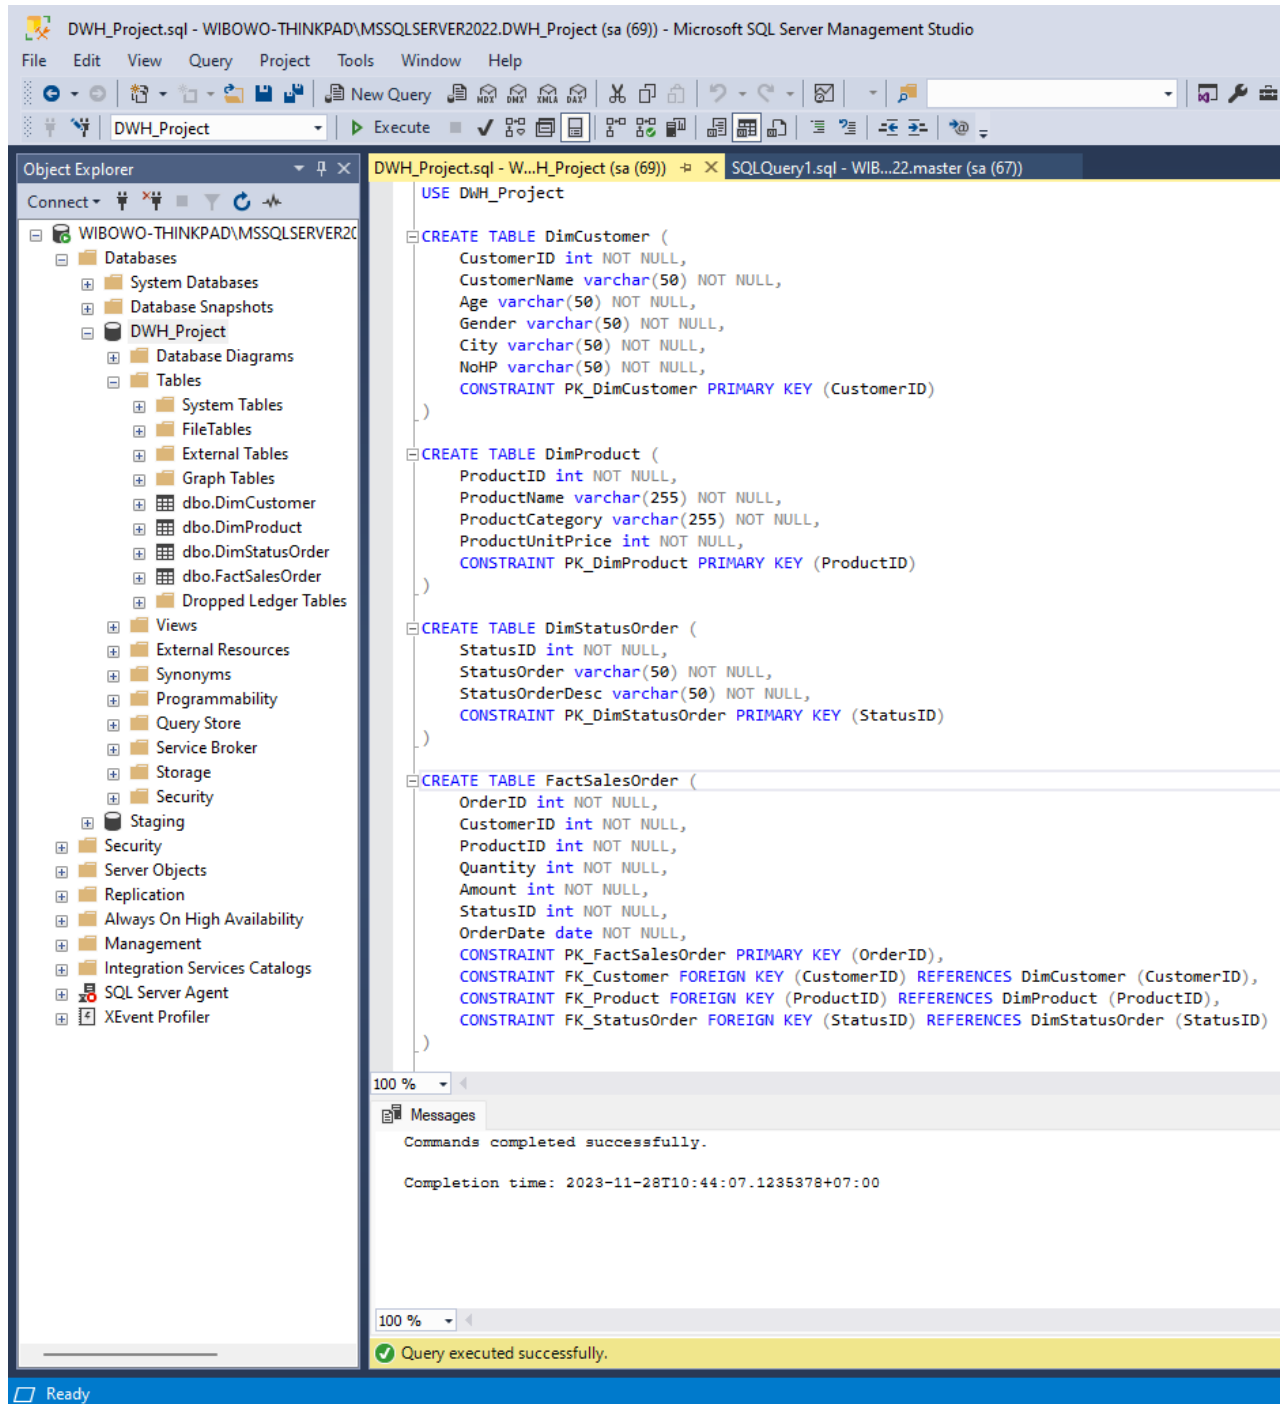 DWH_Project.sql - WIBOWO-THINKPAD\MSSQLSERVER2022.DWH_Project (sa (69)) - Microsoft SQL Server Management Studio
File Edit View Query Project Tools Window Help
New Query MDX DMX XMLA DAX
DWH_Project Execute
Object Explorer
Connect
WIBOWO-THINKPAD\MSSQLSERVER20
Databases
System Databases
Database Snapshots
DWH_Project
Database Diagrams
Tables
System Tables
FileTables
External Tables
Graph Tables
dbo.DimCustomer
dbo.DimProduct
dbo.DimStatusOrder
dbo.FactSalesOrder
Dropped Ledger Tables
Views
External Resources
Synonyms
Programmability
Query Store
Service Broker
Storage
Security
Staging
Security
Server Objects
Replication
Always On High Availability
Management
Integration Services Catalogs
SQL Server Agent
XEvent Profiler
DWH_Project.sql - W...H_Project (sa (69)) SQLQuery1.sql - WIB...22.master (sa (67))
USE DWH_Project
CREATE TABLE DimCustomer (
CustomerID int NOT NULL,
CustomerName varchar(50) NOT NULL,
Age varchar(50) NOT NULL,
Gender varchar(50) NOT NULL,
City varchar(50) NOT NULL,
NoHP varchar(50) NOT NULL,
CONSTRAINT PK_DimCustomer PRIMARY KEY (CustomerID)
)
CREATE TABLE DimProduct (
ProductID int NOT NULL,
ProductName varchar(255) NOT NULL,
ProductCategory varchar(255) NOT NULL,
ProductUnitPrice int NOT NULL,
CONSTRAINT PK_DimProduct PRIMARY KEY (ProductID)
)
CREATE TABLE DimStatusOrder (
StatusID int NOT NULL,
StatusOrder varchar(50) NOT NULL,
StatusOrderDesc varchar(50) NOT NULL,
CONSTRAINT PK_DimStatusOrder PRIMARY KEY (StatusID)
)
CREATE TABLE FactSalesOrder (
OrderID int NOT NULL,
CustomerID int NOT NULL,
ProductID int NOT NULL,
Quantity int NOT NULL,
Amount int NOT NULL,
StatusID int NOT NULL,
OrderDate date NOT NULL,
CONSTRAINT PK_FactSalesOrder PRIMARY KEY (OrderID),
CONSTRAINT FK_Customer FOREIGN KEY (CustomerID) REFERENCES DimCustomer (CustomerID),
CONSTRAINT FK_Product FOREIGN KEY (ProductID) REFERENCES DimProduct (ProductID),
CONSTRAINT FK_StatusOrder FOREIGN KEY (StatusID) REFERENCES DimStatusOrder (StatusID)
)
100 %
Messages
Commands completed successfully.
Completion time: 2023-11-28T10:44:07.1235378+07:00
100 %
Query executed successfully.
Ready